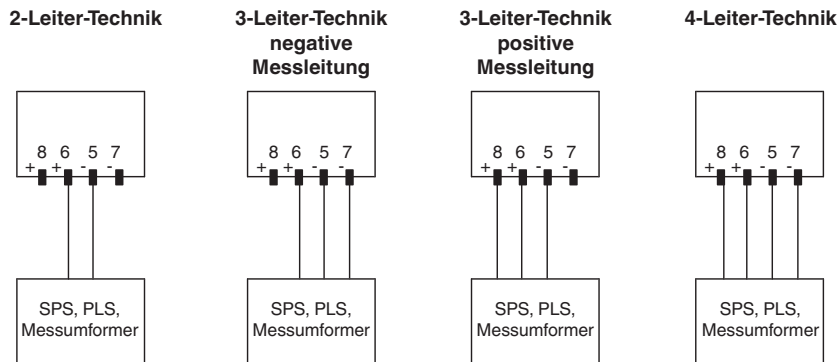 2-Leiter-Technik
3-Leiter-Technik
negative
Messleitung
3-Leiter-Technik
positive
Messleitung
4-Leiter-Technik
8 6 5 7
+ + - -
8 6 5 7
+ + - -
8 6 5 7
+ + - -
8 6 5 7
+ + - -
SPS, PLS,
Messumformer
SPS, PLS,
Messumformer
SPS, PLS,
Messumformer
SPS, PLS,
Messumformer